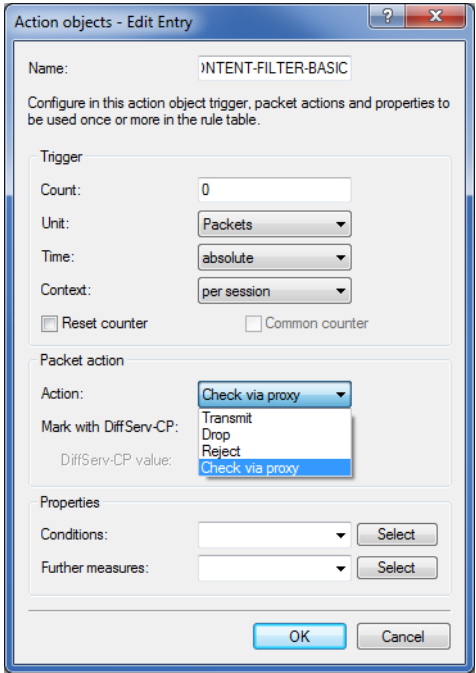 Action objects - Edit Entry
Name: ONTENT-FILTER-BASIC
Configure in this action object trigger, packet actions and properties to
be used once or more in the rule table.
Trigger
Count: 0
Unit: Packets
Time: absolute
Context: per session
Reset counter Common counter
Packet action
Action: Check via proxy
Transmit
Mark with DiffServ-CP:
Drop
Reject
DiffServ-CP value:
Check via proxy
Properties
Conditions: Select
Further measures: Select
OK Cancel